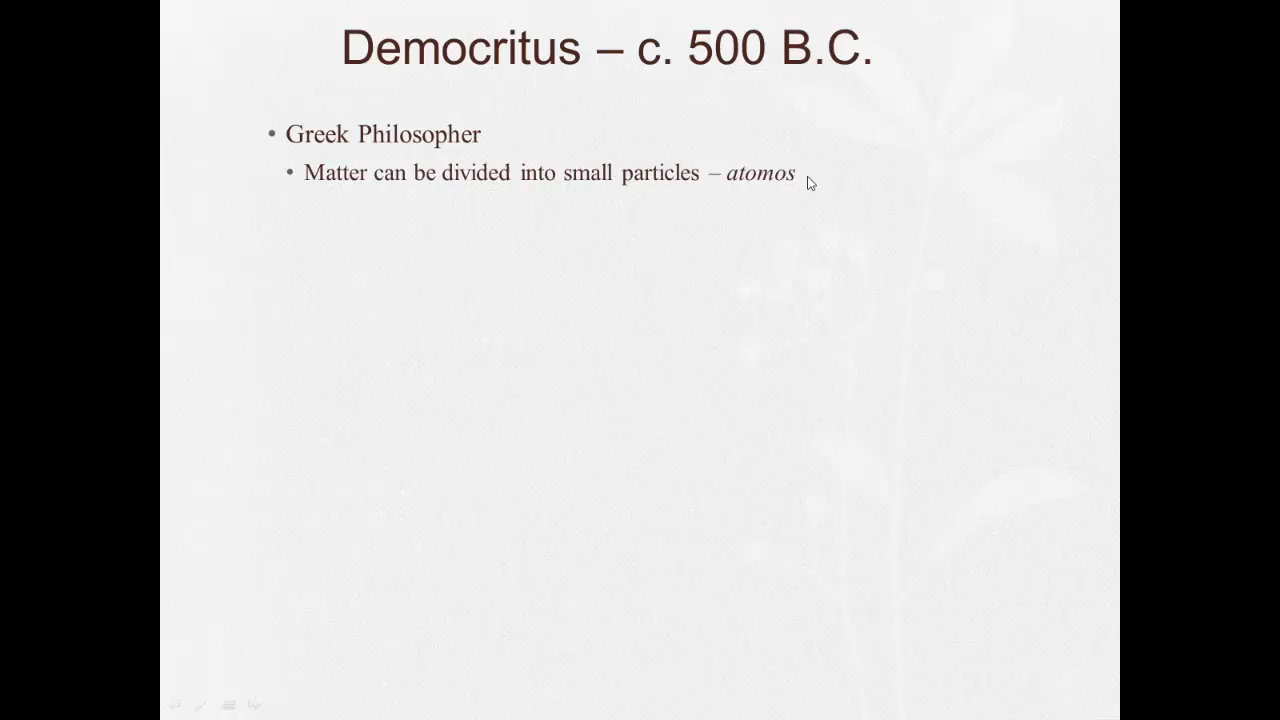 Democritus – c. 500 B.C.
• Greek Philosopher
• Matter can be divided into small particles – atomos